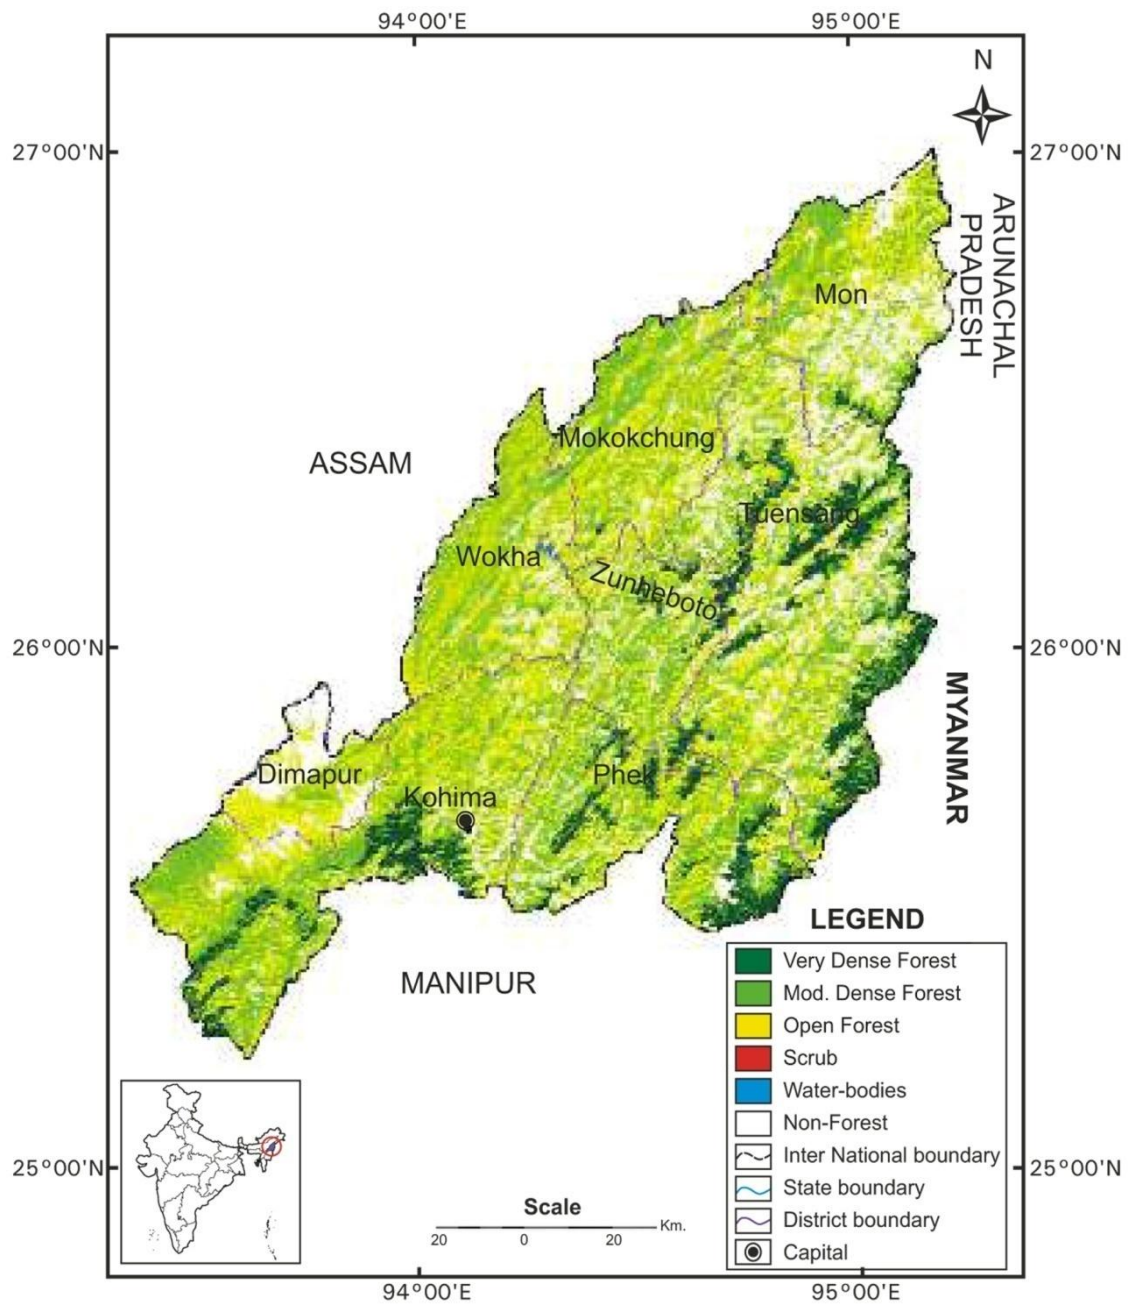 94°00'E 95°00'E
N
27°00'N 27°00'N
ARUNACHAL
PRADESH
Mon
Mokokchung
ASSAM
Tuensang
Wokha
Zunheboto
26°00'N 26°00'N
MYANMAR
Dimapur
Phek
Kohima
MANIPUR
LEGEND
Very Dense Forest
Mod. Dense Forest
Open Forest
Scrub
Water-bodies
Non-Forest
Inter National boundary
State boundary
District boundary
Capital
25°00'N 25°00'N
Scale
Km.
20 0 20
94°00'E 95°00'E